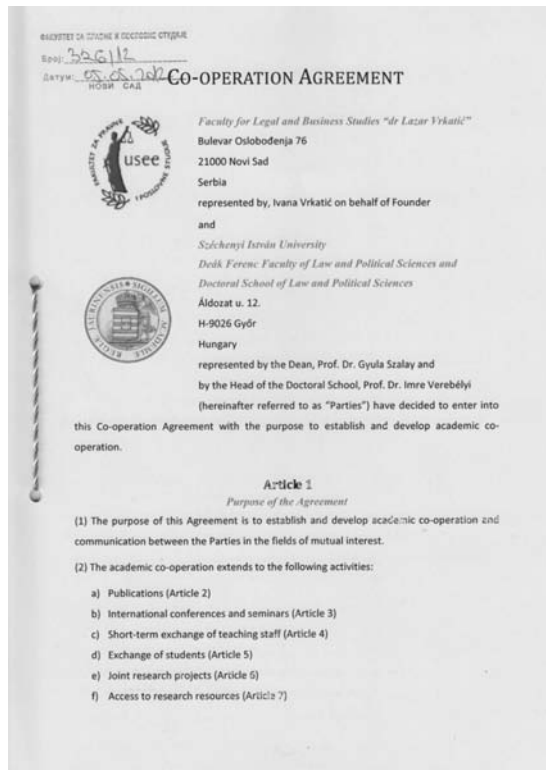 ФАКУЛТЕТ ЗА ПРАВНЕ И ПОСЛОВНЕ СТУДИЈЕ
Број: 326/12
Датум: 05.05.2012
НОВИ САД
CO-OPERATION AGREEMENT
ФАКУЛТЕТ ЗА ПРАВНЕ И ПОСЛОВНЕ СТУДИЈЕ
usee
Faculty for Legal and Business Studies "dr Lazar Vrkatić"
Bulevar Oslobođenja 76
21000 Novi Sad
Serbia
represented by, Ivana Vrkatić on behalf of Founder
and
Széchenyi István University
Deák Ferenc Faculty of Law and Political Sciences and
Doctoral School of Law and Political Sciences
Áldozat u. 12.
H-9026 Győr
Hungary
represented by the Dean, Prof. Dr. Gyula Szalay and
by the Head of the Doctoral School, Prof. Dr. Imre Verebélyi
(hereinafter referred to as "Parties") have decided to enter into
this Co-operation Agreement with the purpose to establish and develop academic co-
operation.
Article 1
Purpose of the Agreement
(1) The purpose of this Agreement is to establish and develop academic co-operation and
communication between the Parties in the fields of mutual interest.
(2) The academic co-operation extends to the following activities:
a) Publications (Article 2)
b) International conferences and seminars (Article 3)
c) Short-term exchange of teaching staff (Article 4)
d) Exchange of students (Article 5)
e) Joint research projects (Article 6)
f) Access to research resources (Article 7)